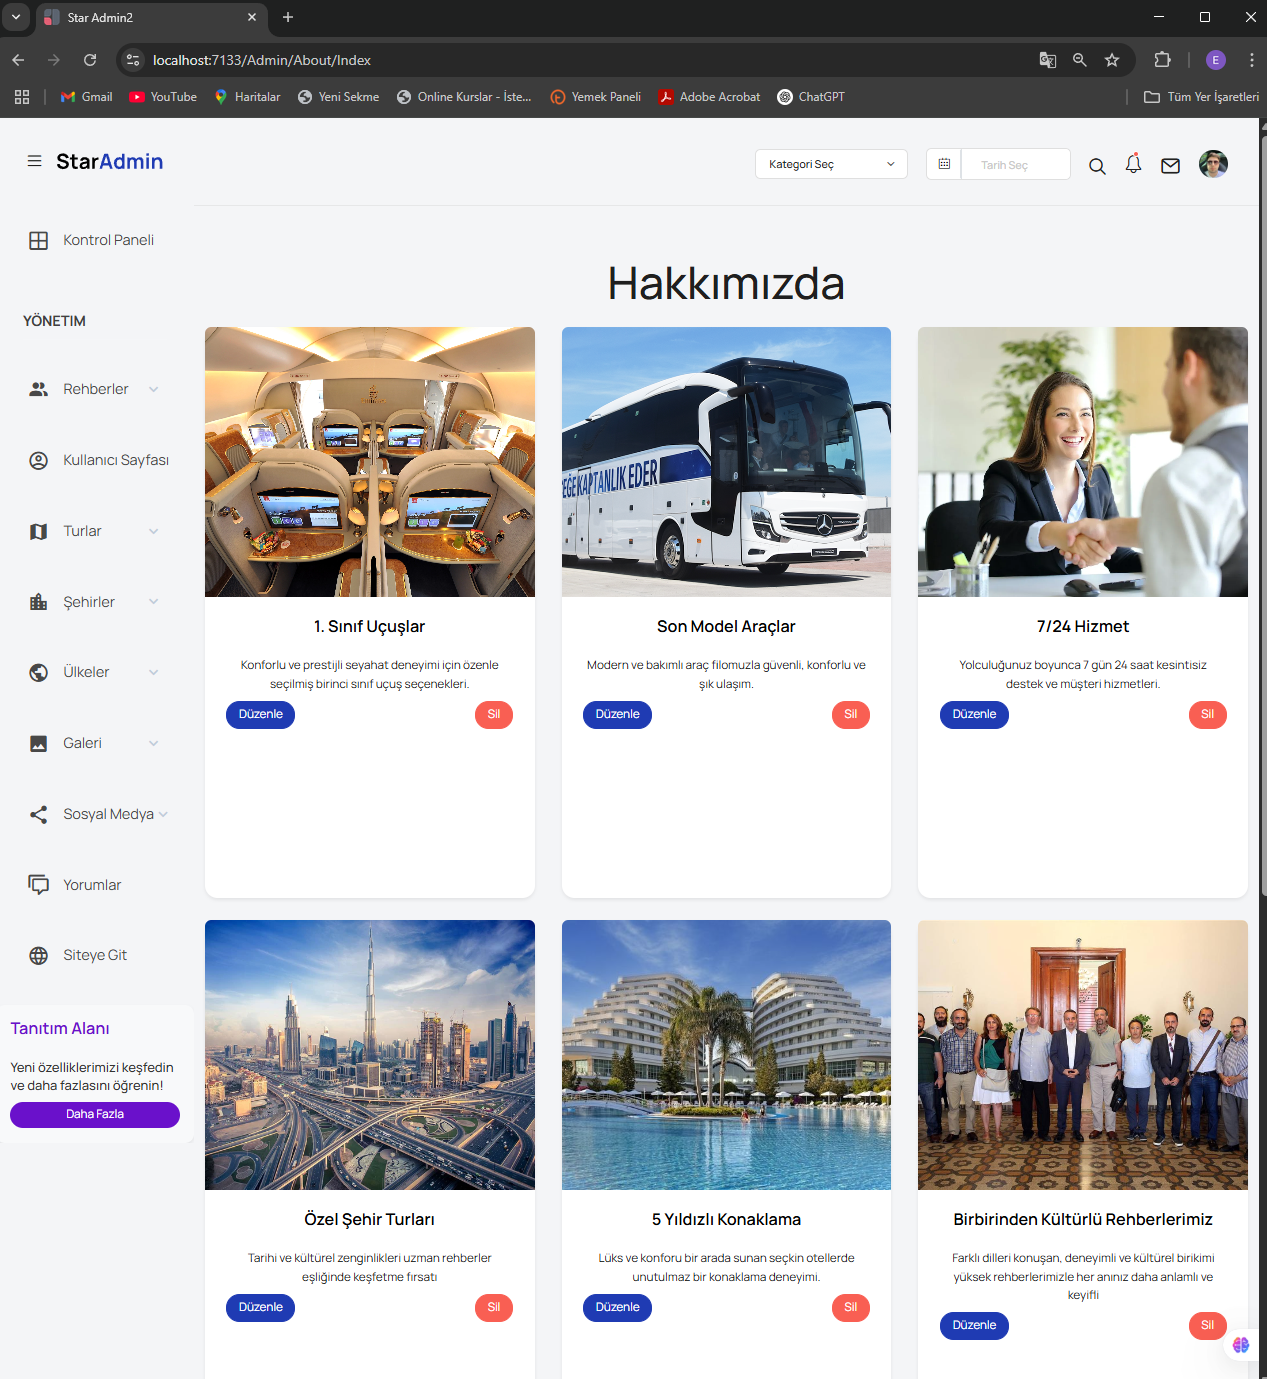 Star Admin2
localhost:7133/Admin/About/Index
Gmail
YouTube
Haritalar
Yeni Sekme
Online Kurslar - İste...
Yemek Paneli
Adobe Acrobat
ChatGPT
Tüm Yer İşaretleri
StarAdmin
Kategori Seç
Tarih Seç
E
Kontrol Paneli
YÖNETIM
Rehberler
Kullanıcı Sayfası
Turlar
Şehirler
Ülkeler
Galeri
Sosyal Medya
Yorumlar
Siteye Git
Tanıtım Alanı
Yeni özelliklerimizi keşfedin
ve daha fazlasını öğrenin!
Daha Fazla
Hakkımızda
EĞE KAPTANLIK EDER
1. Sınıf Uçuşlar
Konforlu ve prestijli seyahat deneyimi için özenle
seçilmiş birinci sınıf uçuş seçenekleri.
Düzenle
Sil
Son Model Araçlar
Modern ve bakımlı araç filomuzla güvenli, konforlu ve
şık ulaşım.
Düzenle
Sil
7/24 Hizmet
Yolculuğunuz boyunca 7 gün 24 saat kesintisiz
destek ve müşteri hizmetleri.
Düzenle
Sil
Özel Şehir Turları
Tarihi ve kültürel zenginlikleri uzman rehberler
eşliğinde keşfetme fırsatı
Düzenle
Sil
5 Yıldızlı Konaklama
Lüks ve konforu bir arada sunan seçkin otellerde
unutulmaz bir konaklama deneyimi.
Düzenle
Sil
Birbirinden Kültürlü Rehberlerimiz
Farklı dilleri konuşan, deneyimli ve kültürel birikimi
yüksek rehberlerimizle her anınız daha anlamlı ve
keyifli
Düzenle
Sil